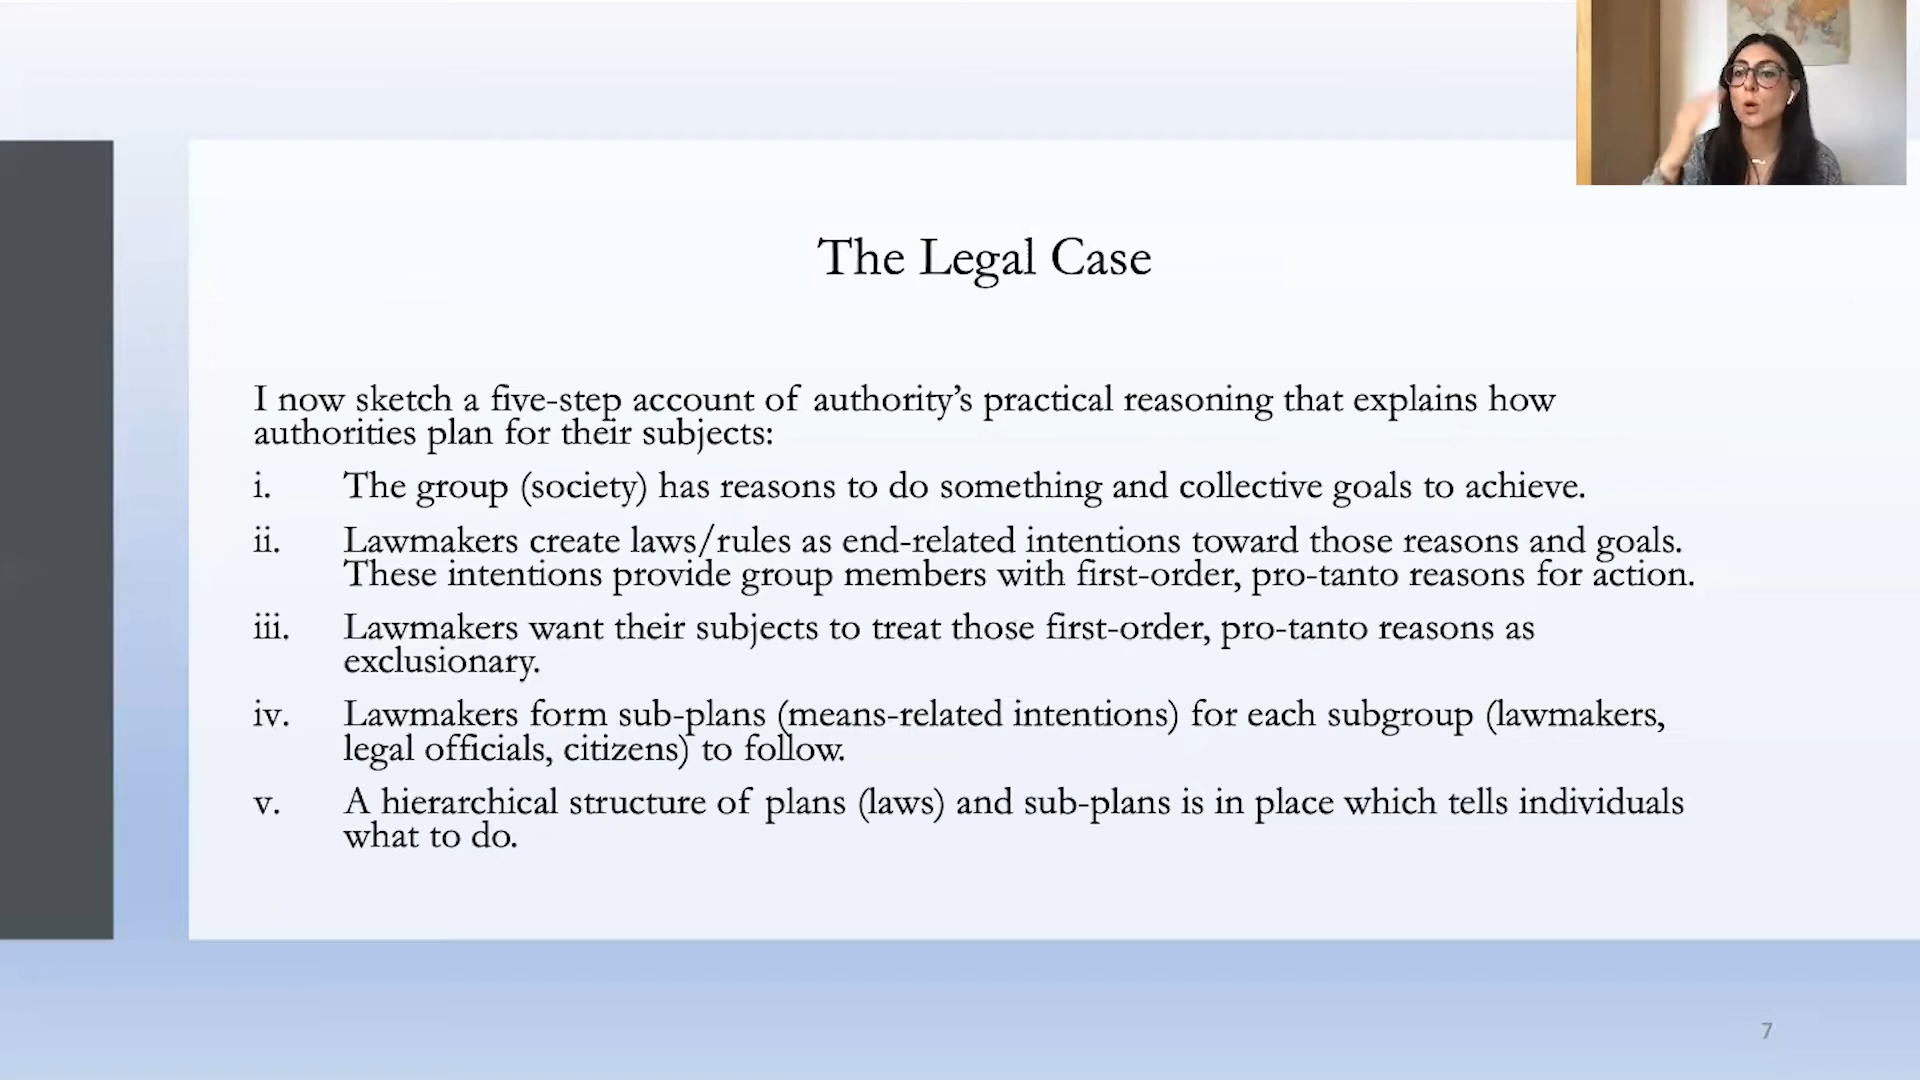 The Legal Case
I now sketch a five-step account of authority’s practical reasoning that explains how
authorities plan for their subjects:
i. The group (society) has reasons to do something and collective goals to achieve.
ii. Lawmakers create laws/rules as end-related intentions toward those reasons and goals.
These intentions provide group members with first-order, pro-tanto reasons for action.
iii. Lawmakers want their subjects to treat those first-order, pro-tanto reasons as
exclusionary.
iv. Lawmakers form sub-plans (means-related intentions) for each subgroup (lawmakers,
legal officials, citizens) to follow.
v. A hierarchical structure of plans (laws) and sub-plans is in place which tells individuals
what to do.
7